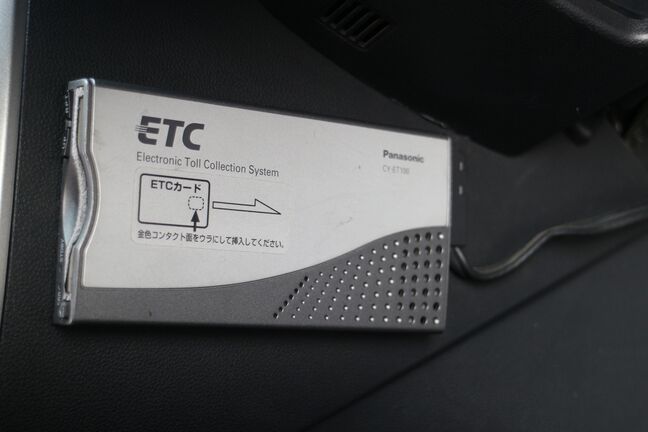 ETC
Electronic Toll Collection System
Panasonic
CY-ET100
ETCカード
金色コンタクト面をウラにして挿入してください。